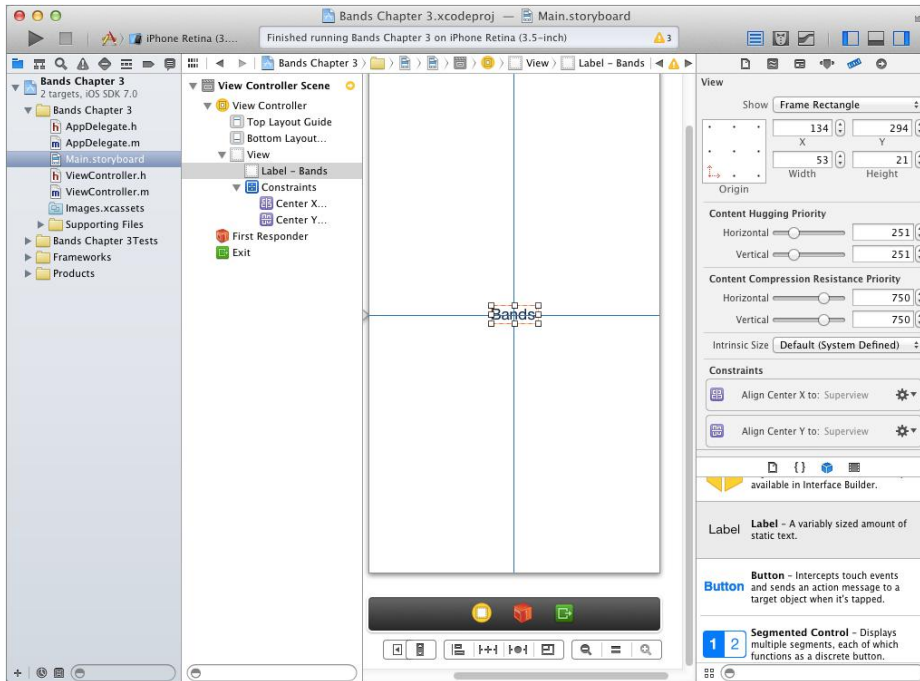 Bands Chapter 3.xcodeproj — Main.storyboard
iPhone Retina (3....
Finished running Bands Chapter 3 on iPhone Retina (3.5-inch)
3
Bands Chapter 3
View
Label – Bands
Bands Chapter 3
2 targets, iOS SDK 7.0
Bands Chapter 3
h AppDelegate.h
m AppDelegate.m
Main.storyboard
h ViewController.h
m ViewController.m
Images.xcassets
Supporting Files
Bands Chapter 3Tests
Frameworks
Products
View Controller Scene
View Controller
Top Layout Guide
Bottom Layout...
View
Label – Bands
Constraints
Center X...
Center Y...
First Responder
Exit
Bands
View
Show Frame Rectangle
134 294
X Y
53 21
Width Height
Origin
Content Hugging Priority
Horizontal 251
Vertical 251
Content Compression Resistance Priority
Horizontal 750
Vertical 750
Intrinsic Size Default (System Defined)
Constraints
Align Center X to: Superview
Align Center Y to: Superview
{ }
available in Interface Builder.
Label
Label – A variably sized amount of
static text.
Button
Button – Intercepts touch events
and sends an action message to a
target object when it's tapped.
1 2
Segmented Control – Displays
multiple segments, each of which
functions as a discrete button.